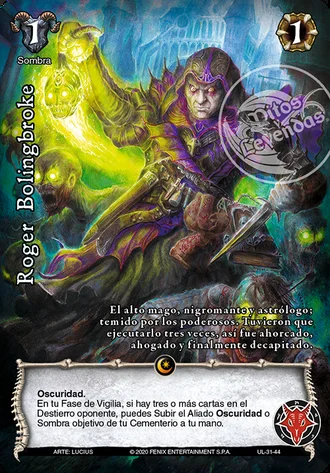 1
1
Sombra
Mitos
y
Leyendas
Roger Bolingbroke
El alto mago, nigromante y astrólogo;
temido por los poderosos. Tuvieron que
ejecutarlo tres veces, así fue ahorcado,
ahogado y finalmente decapitado.
Oscuridad.
En tu Fase de Vigilia, si hay tres o más cartas en el
Destierro oponente, puedes Subir el Aliado Oscuridad o
Sombra objetivo de tu Cementerio a tu mano.
ARTE: LUCIUS
© 2020 FENIX ENTERTAINMENT S.P.A.
UL-31-44